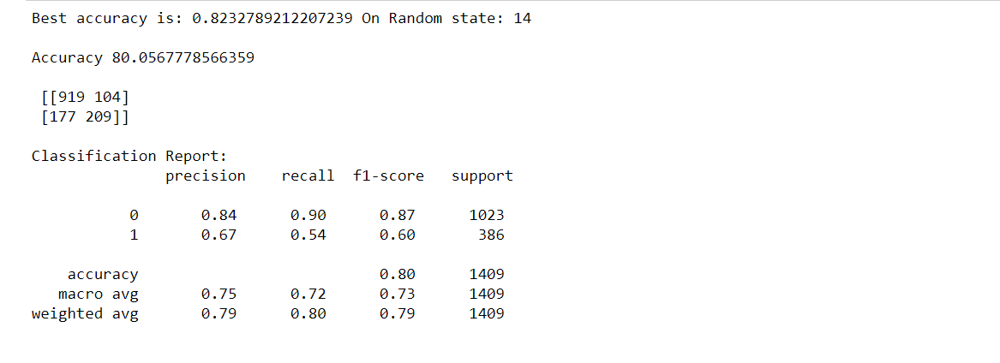 Best accuracy is: 0.8232789212207239 On Random state: 14
Accuracy 80.0567778566359
[[919 104]
[177 209]]
Classification Report:
precision recall f1-score support
0 0.84 0.90 0.87 1023
1 0.67 0.54 0.60 386
accuracy 0.80 1409
macro avg 0.75 0.72 0.73 1409
weighted avg 0.79 0.80 0.79 1409